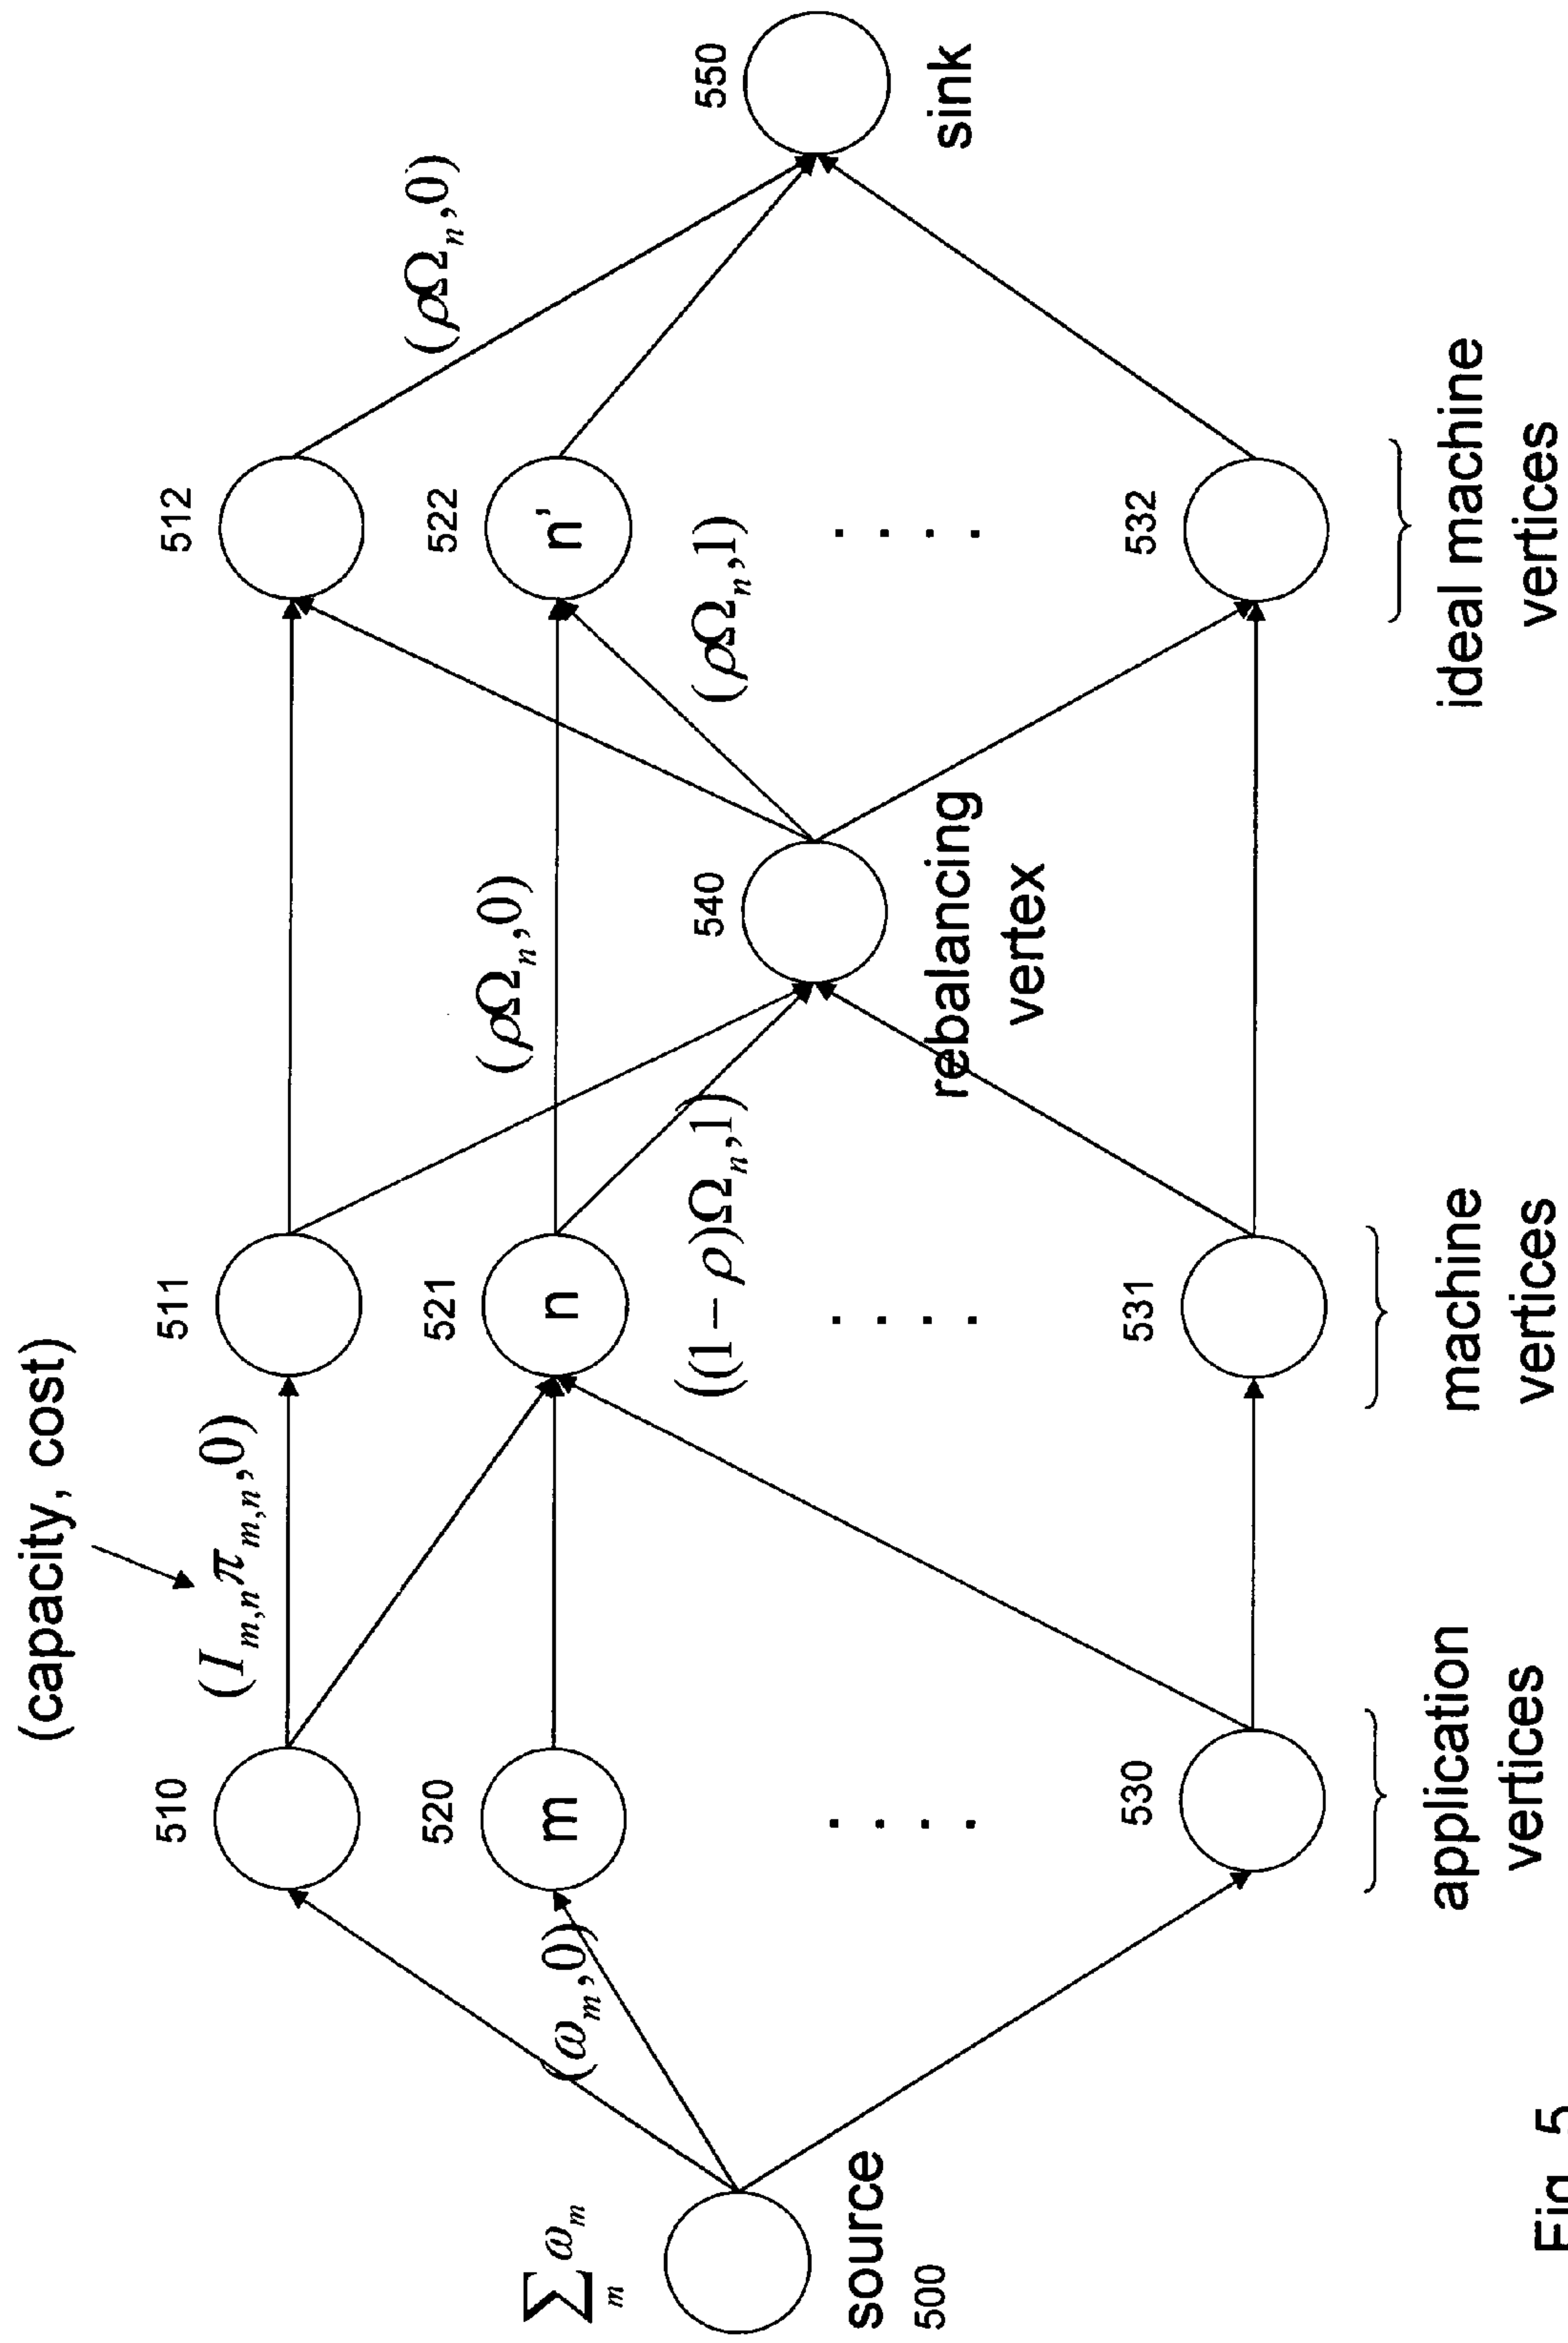 (capacity, cost)
(I_{m,n}π_{m,n},0)
510
511
512
(ρΩ_n,0)
520
m
521
n
522
n'
(ρΩ_n,0)
(ω_m,0)
((1−ρ)Ω_n,1)
(ρΩ_n,1)
∑_m ω_m
source
500
540
rebalancing
vertex
550
sink
. . . .
. . . .
. . . .
530
531
532
application
vertices
machine
vertices
ideal machine
vertices
Fig. 5